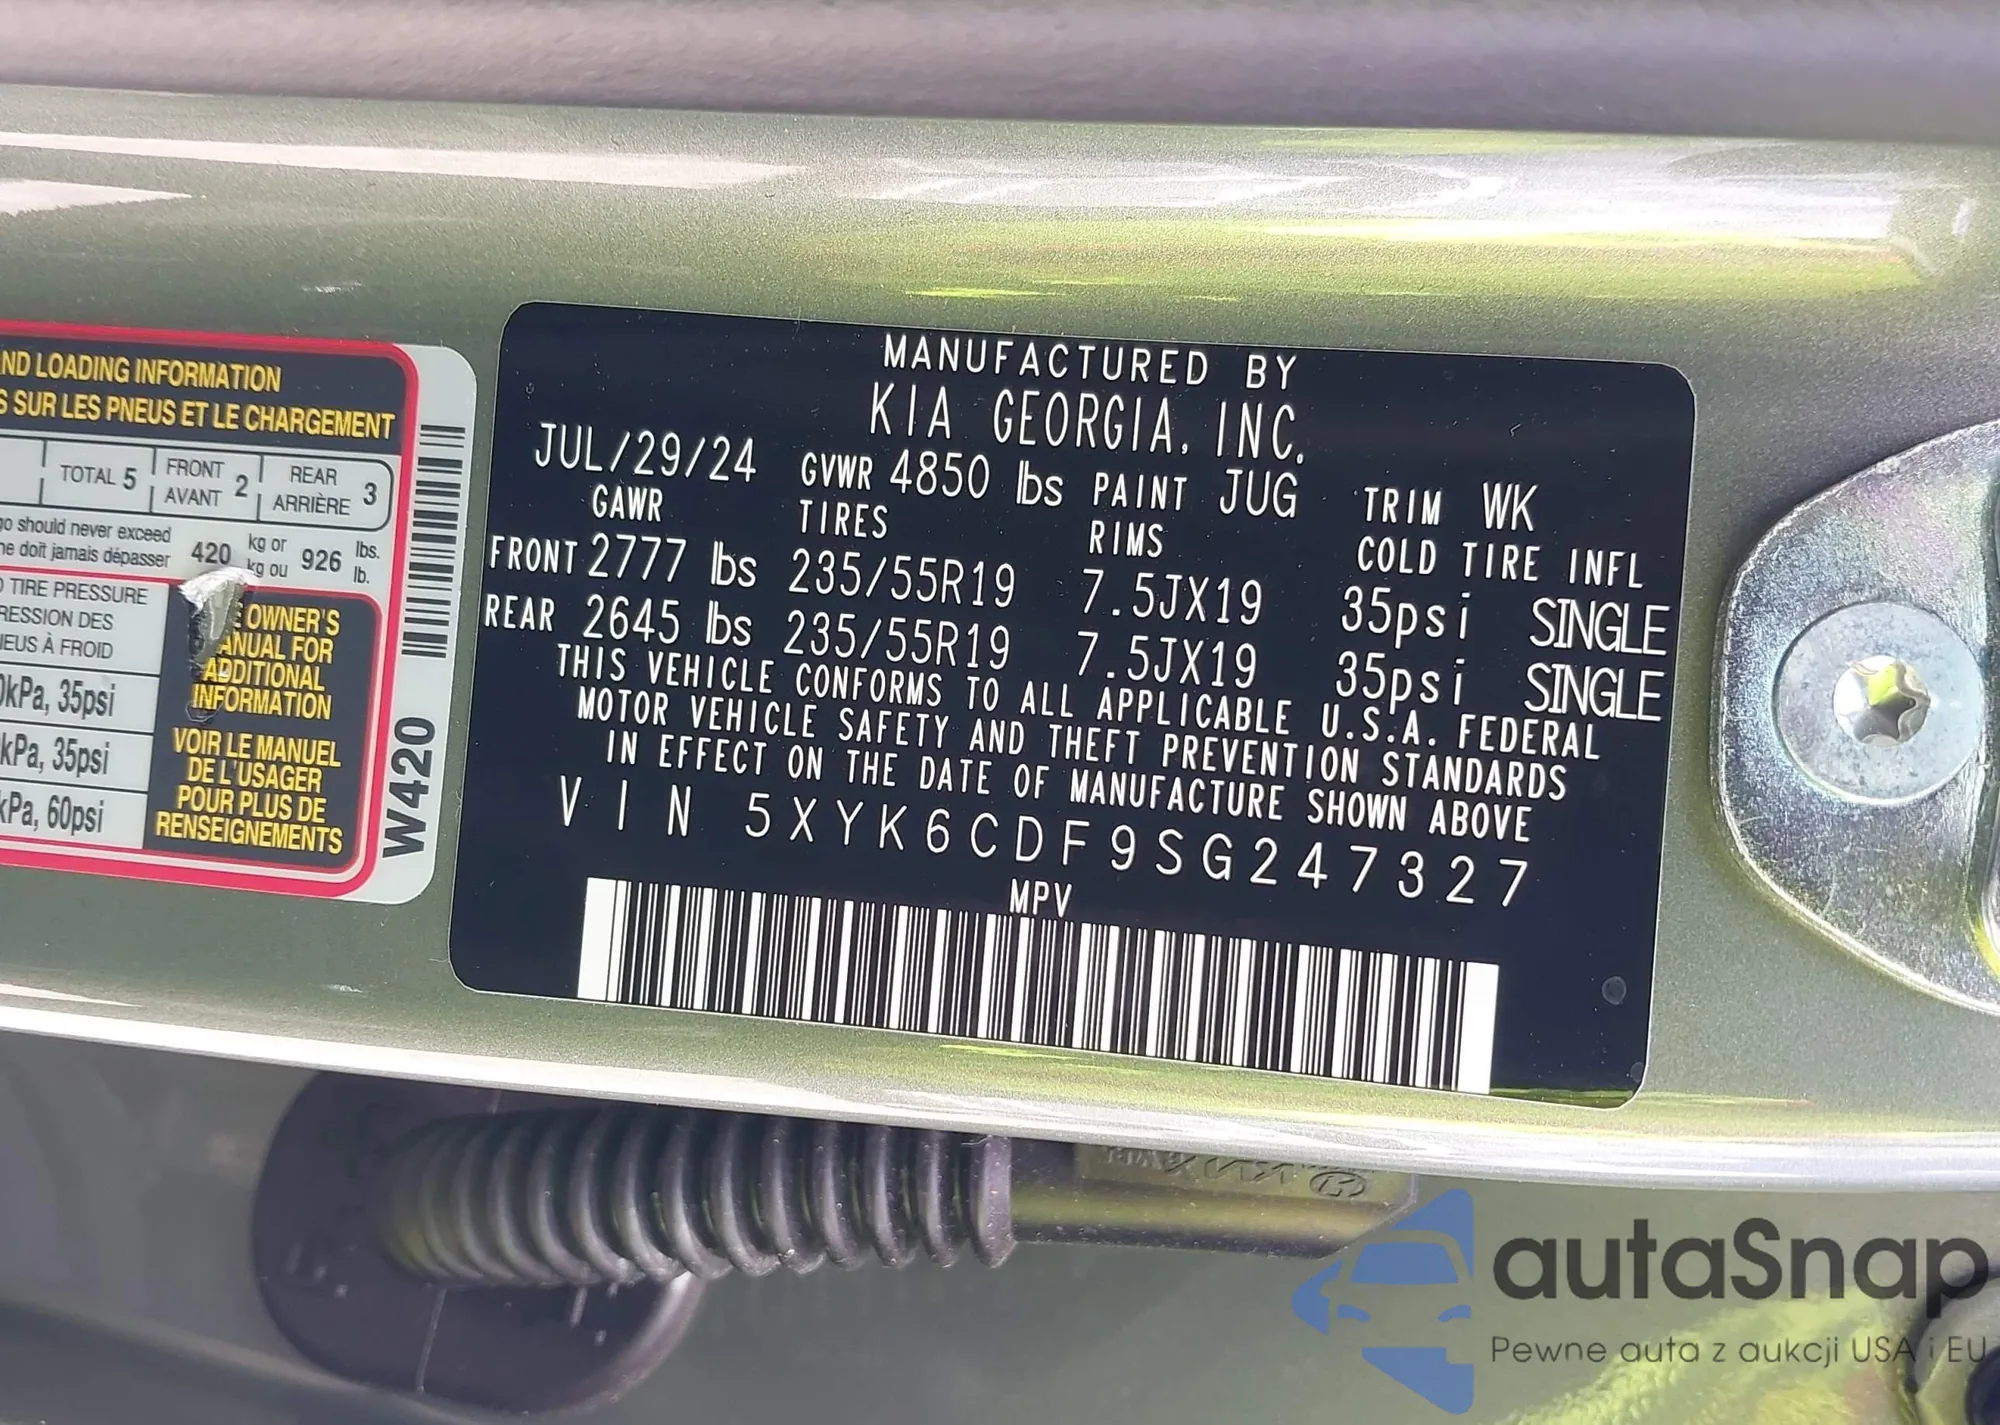 ND LOADING INFORMATION
S SUR LES PNEUS ET LE CHARGEMENT
TOTAL 5 FRONT AVANT 2 REAR ARRIÈRE 3
go should never exceed
ne doit jamais dépasser 420 kg or kg ou 926 lbs. lb.
TIRE PRESSURE
RESSION DES
NEUS À FROID
0kPa, 35psi
kPa, 35psi
kPa, 60psi
OWNER'S
MANUAL FOR
ADDITIONAL
INFORMATION
VOIR LE MANUEL
DE L'USAGER
POUR PLUS DE
RENSEIGNEMENTS
W420
MANUFACTURED BY
KIA GEORGIA, INC.
JUL/29/24 GVWR 4850 lbs PAINT JUG TRIM WK
GAWR TIRES RIMS COLD TIRE INFL
FRONT 2777 lbs 235/55R19 7.5JX19 35psi SINGLE
REAR 2645 lbs 235/55R19 7.5JX19 35psi SINGLE
THIS VEHICLE CONFORMS TO ALL APPLICABLE U.S.A. FEDERAL
MOTOR VEHICLE SAFETY AND THEFT PREVENTION STANDARDS
IN EFFECT ON THE DATE OF MANUFACTURE SHOWN ABOVE
VIN 5XYK6CDF9SG247327
MPV
autaSnap
Pewne auta z aukcji USA i EU